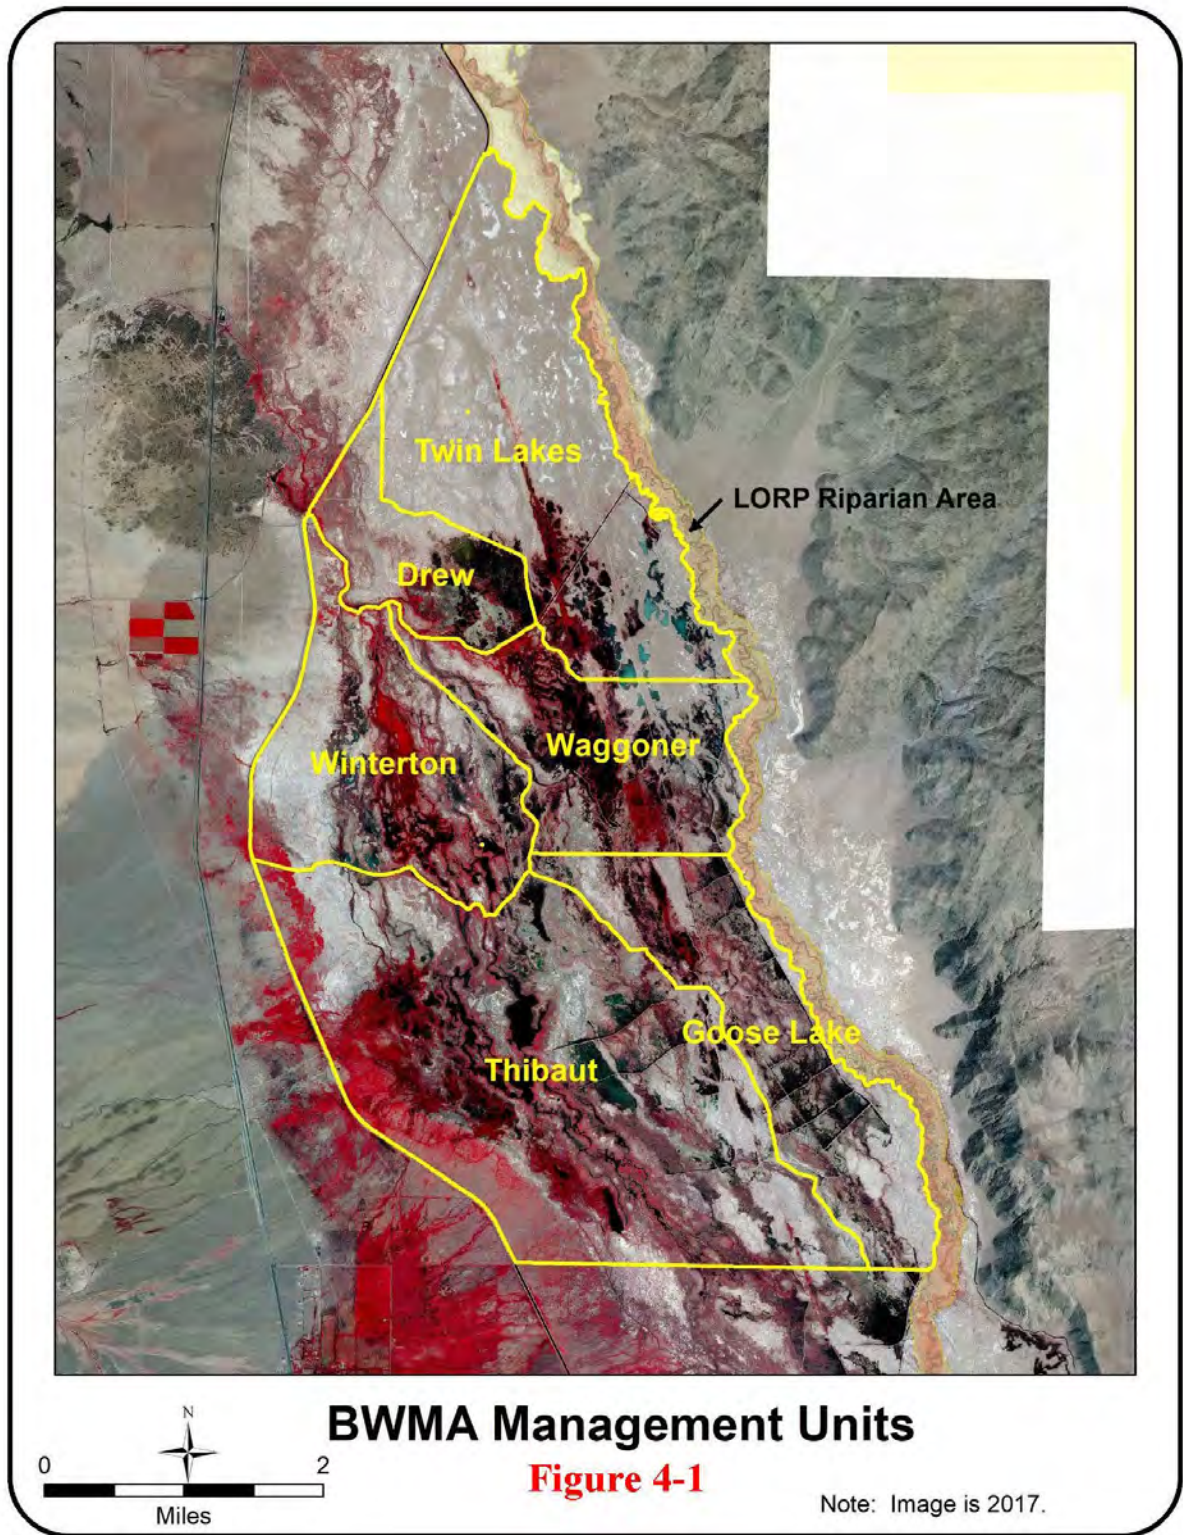 Twin Lakes
LORP Riparian Area
Drew
Waggoner
Winterton
Goose Lake
Thibaut
BWMA Management Units
Figure 4-1
N
0 2
Miles
Note: Image is 2017.